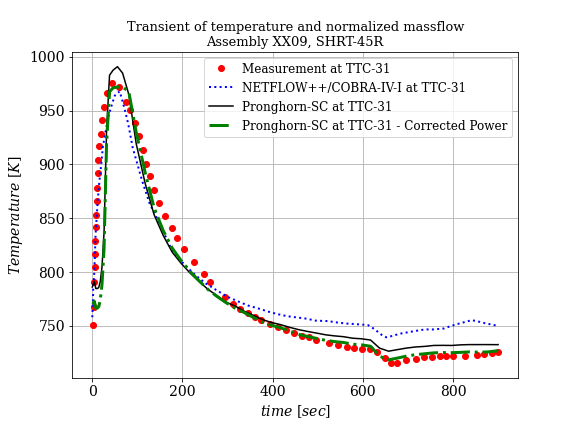 Transient of temperature and normalized massflow
Assembly XX09, SHRT-45R
Measurement at TTC-31
NETFLOW++/COBRA-IV-I at TTC-31
Pronghorn-SC at TTC-31
Pronghorn-SC at TTC-31 - Corrected Power
Temperature [K]
1000
950
900
850
800
750
0 200 400 600 800
time [sec]